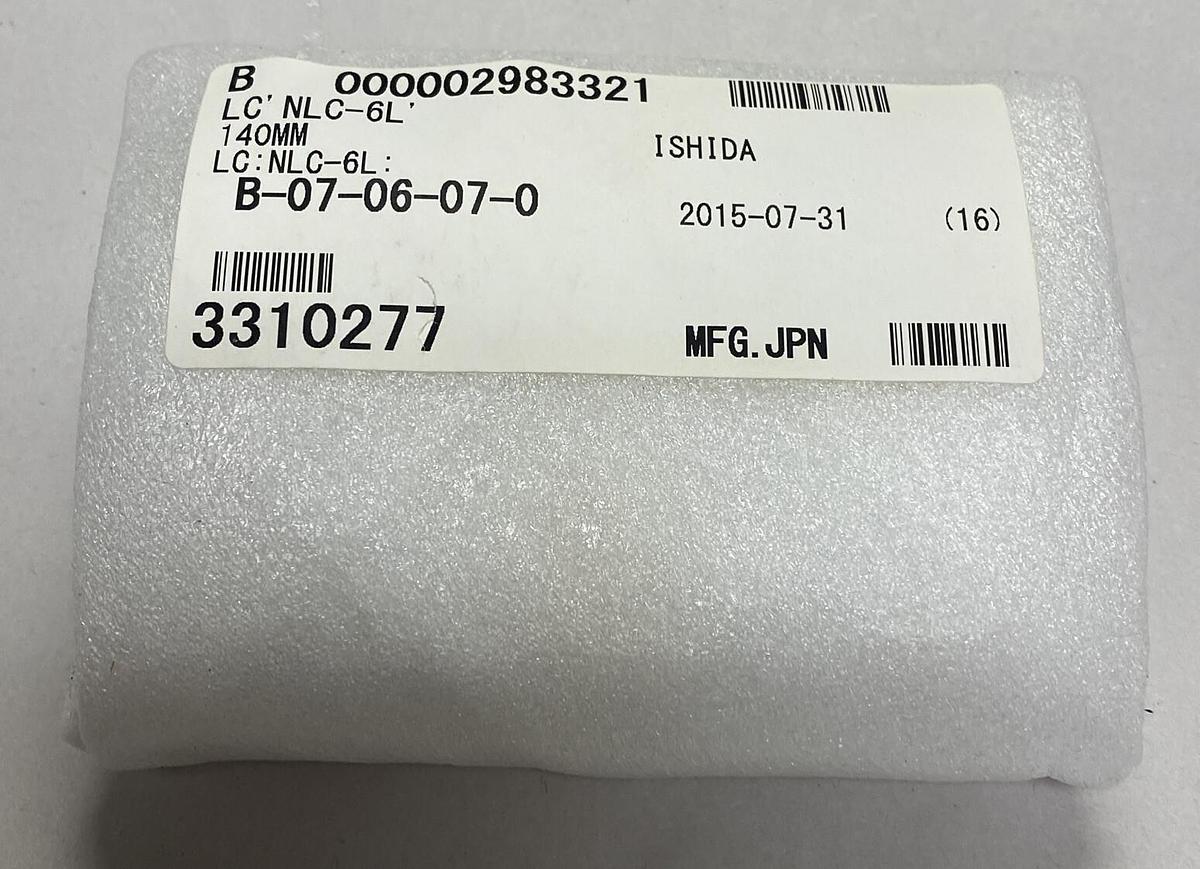 B 000002983321
LC'NLC-6L'
140MM
LC:NLC-6L:
ISHIDA
B-07-06-07-0
2015-07-31 (16)
3310277
MFG.JPN